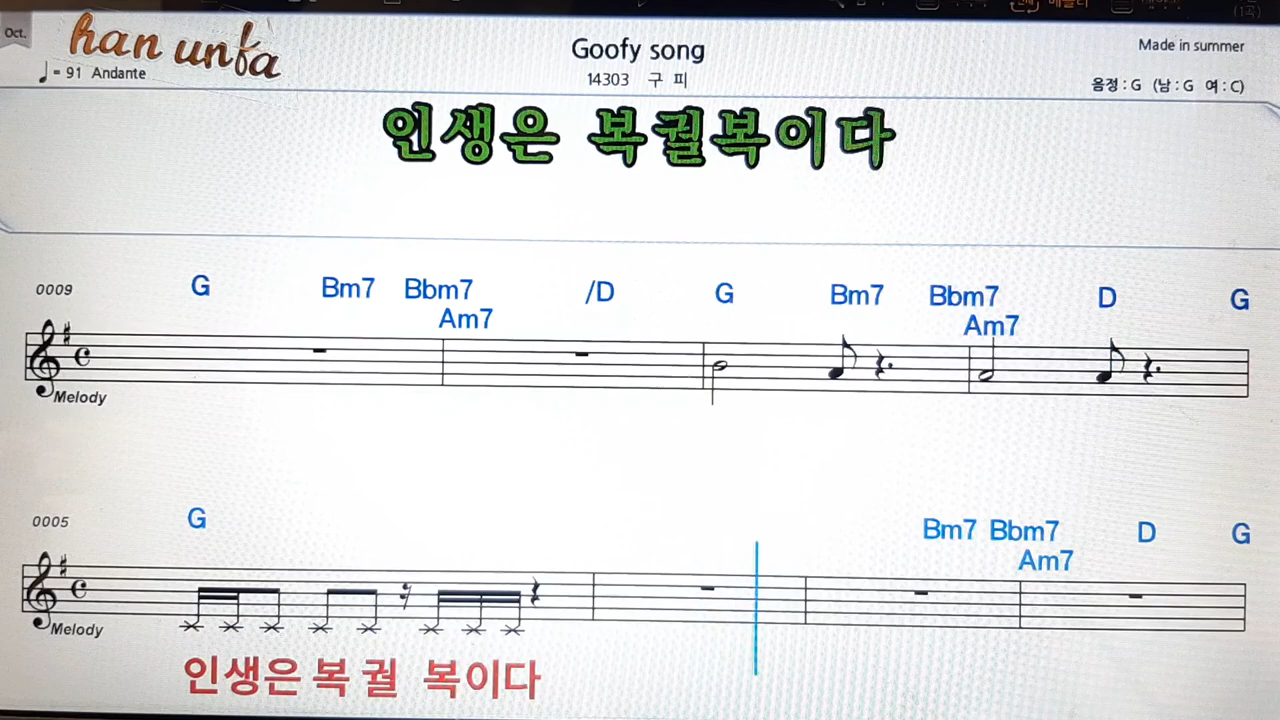 Oct.
han unfa
Goofy song
Made in summer
= 91 Andante
14303 구 피
음정 : G (남 : G 여 : C)
인생은 복궐복이다
0009 G Bm7 Bbm7 /D G Bm7 Bbm7 D G
Am7 Am7
Melody
0005 G Bm7 Bbm7 D G
Am7
Melody
인생은 복 궐 복이다